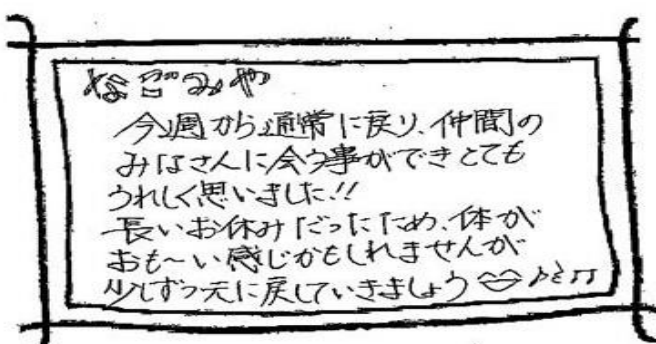 なごみや
今週から通常に戻り、仲間の
みなさんに会う事ができとても
うれしく思いました!!
長いお休みだったため、体が
おも～い感じかもしれませんが
少しずつ元に戻していきましょう